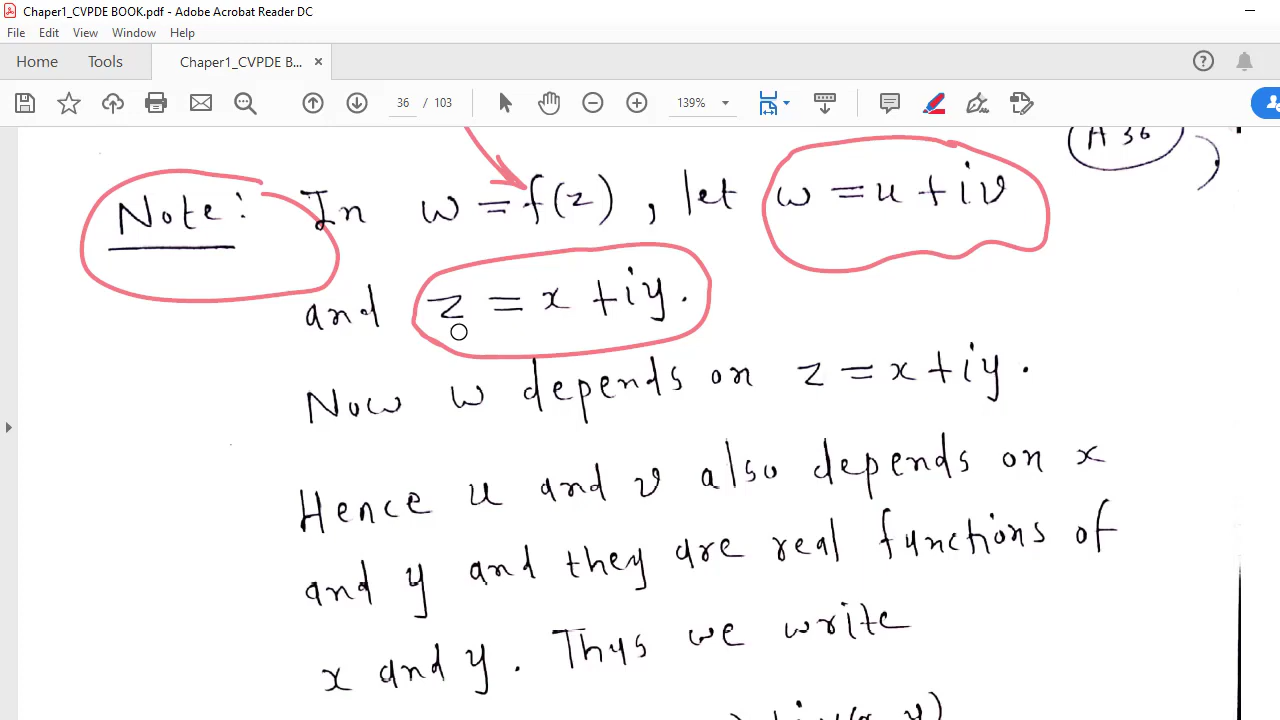 Chaper1_CVPDE BOOK.pdf - Adobe Acrobat Reader DC
File Edit View Window Help
Home Tools Chaper1_CVPDE B... ×
36 / 103 139%
A 36
Note: In w = f(z), let w = u + iv
and z = x + iy.
Now w depends on z = x + iy.
Hence u and v also depends on x
and y and they are real functions of
x and y. Thus we write